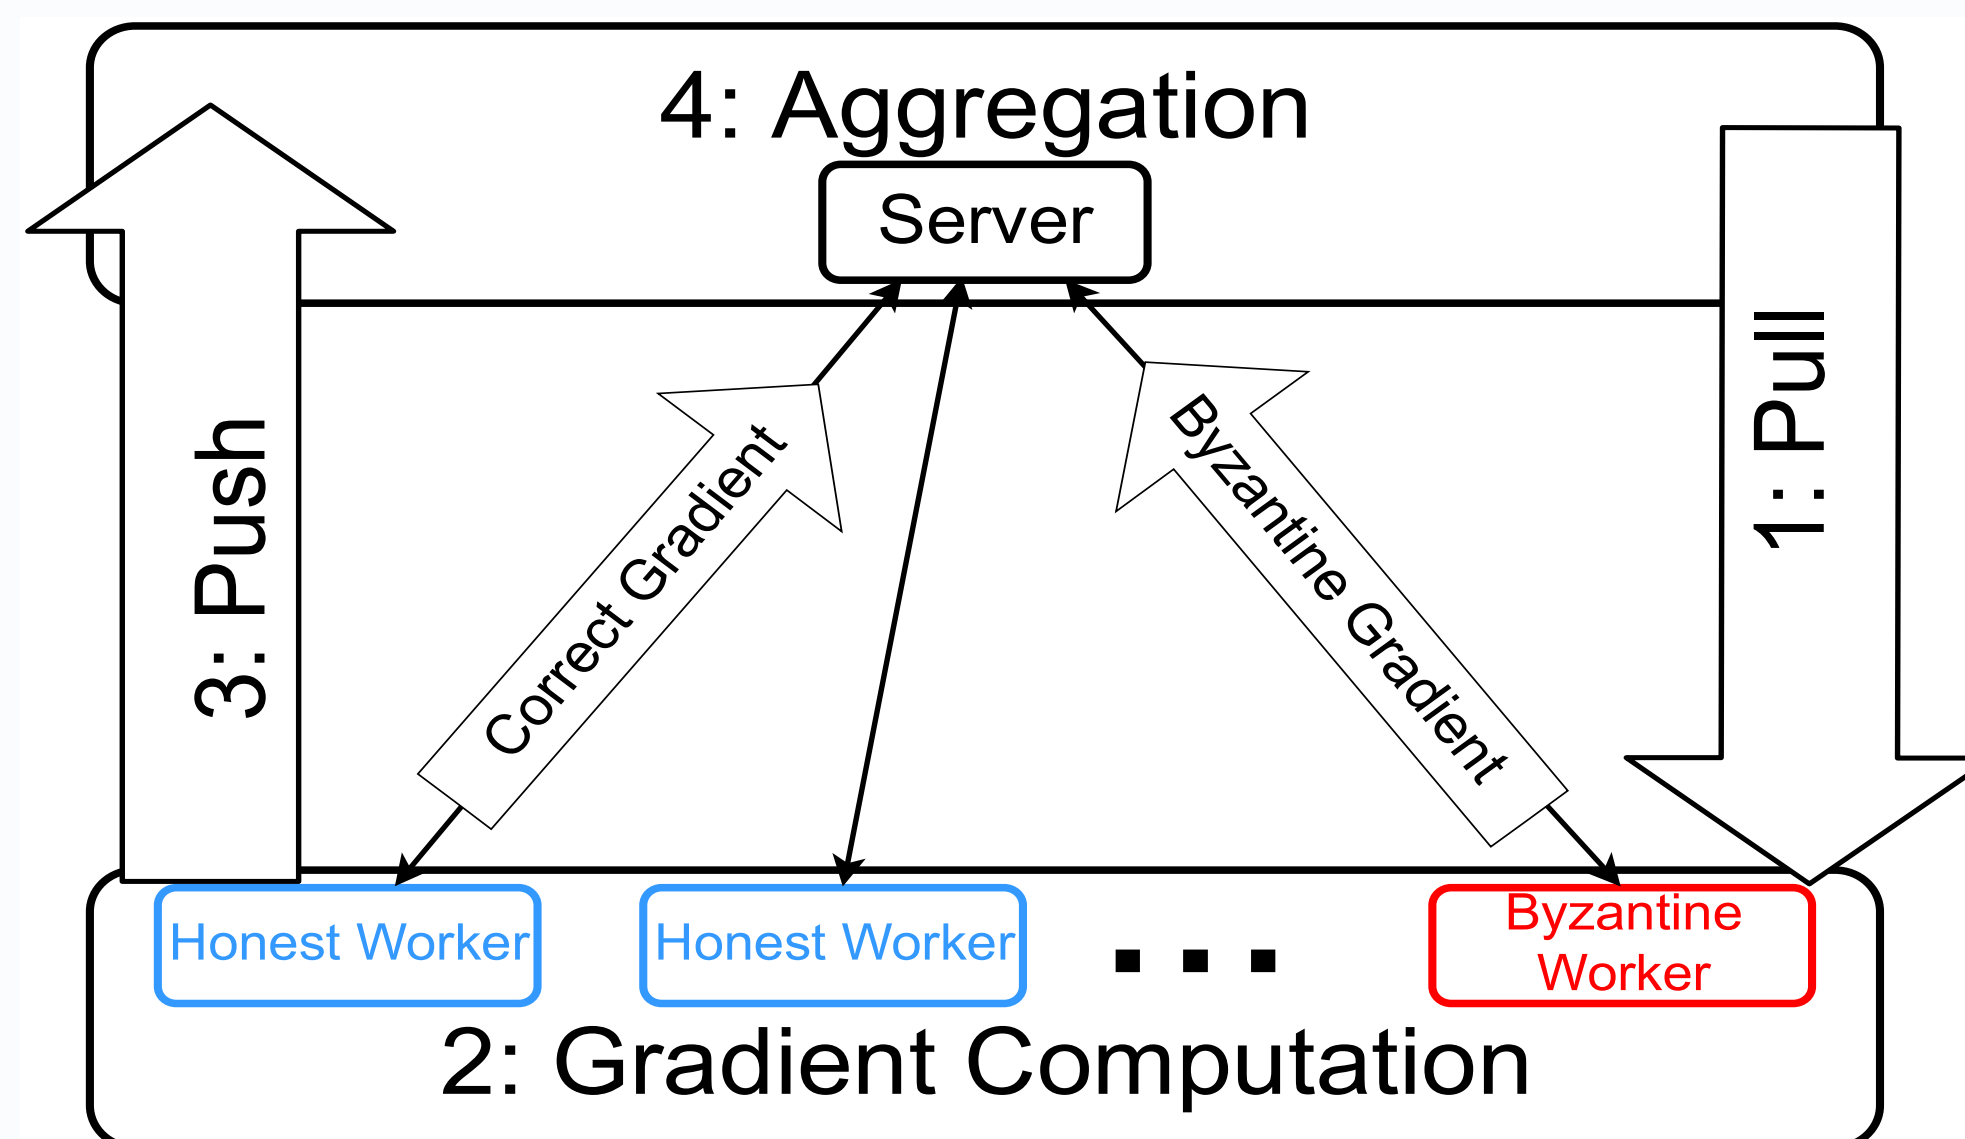 4: Aggregation
Server
3: Push
Correct Gradient
Byzantine Gradient
1: Pull
Honest Worker
Honest Worker
...
Byzantine
Worker
2: Gradient Computation